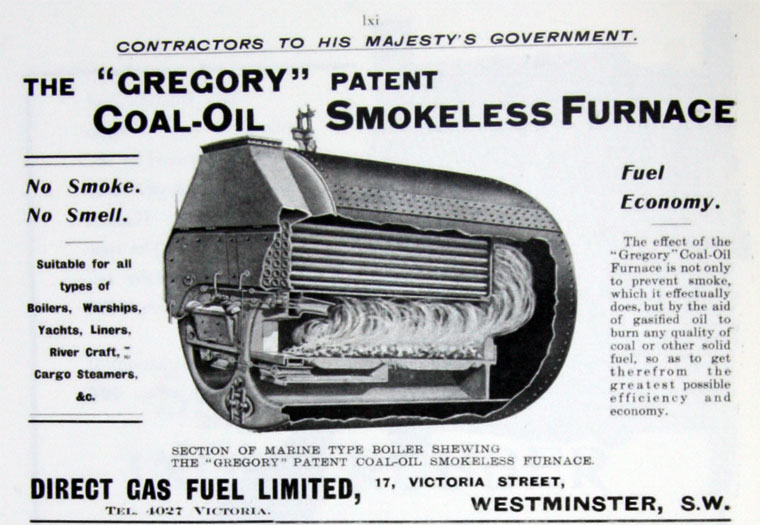 lxi
CONTRACTORS TO HIS MAJESTY'S GOVERNMENT.
THE "GREGORY" PATENT
COAL-OIL SMOKELESS FURNACE
No Smoke.
No Smell.
Suitable for all
types of
Boilers, Warships,
Yachts, Liners,
River Craft,
Cargo Steamers,
&c.
Fuel
Economy.
The effect of the
"Gregory" Coal-Oil
Furnace is not only
to prevent smoke,
which it effectually
does, but by the aid
of gasified oil to
burn any quality of
coal or other solid
fuel, so as to get
therefrom the
greatest possible
efficiency and
economy.
SECTION OF MARINE TYPE BOILER SHEWING
THE "GREGORY" PATENT COAL-OIL SMOKELESS FURNACE.
DIRECT GAS FUEL LIMITED, 17, VICTORIA STREET,
TEL. 4027 VICTORIA. WESTMINSTER, S.W.